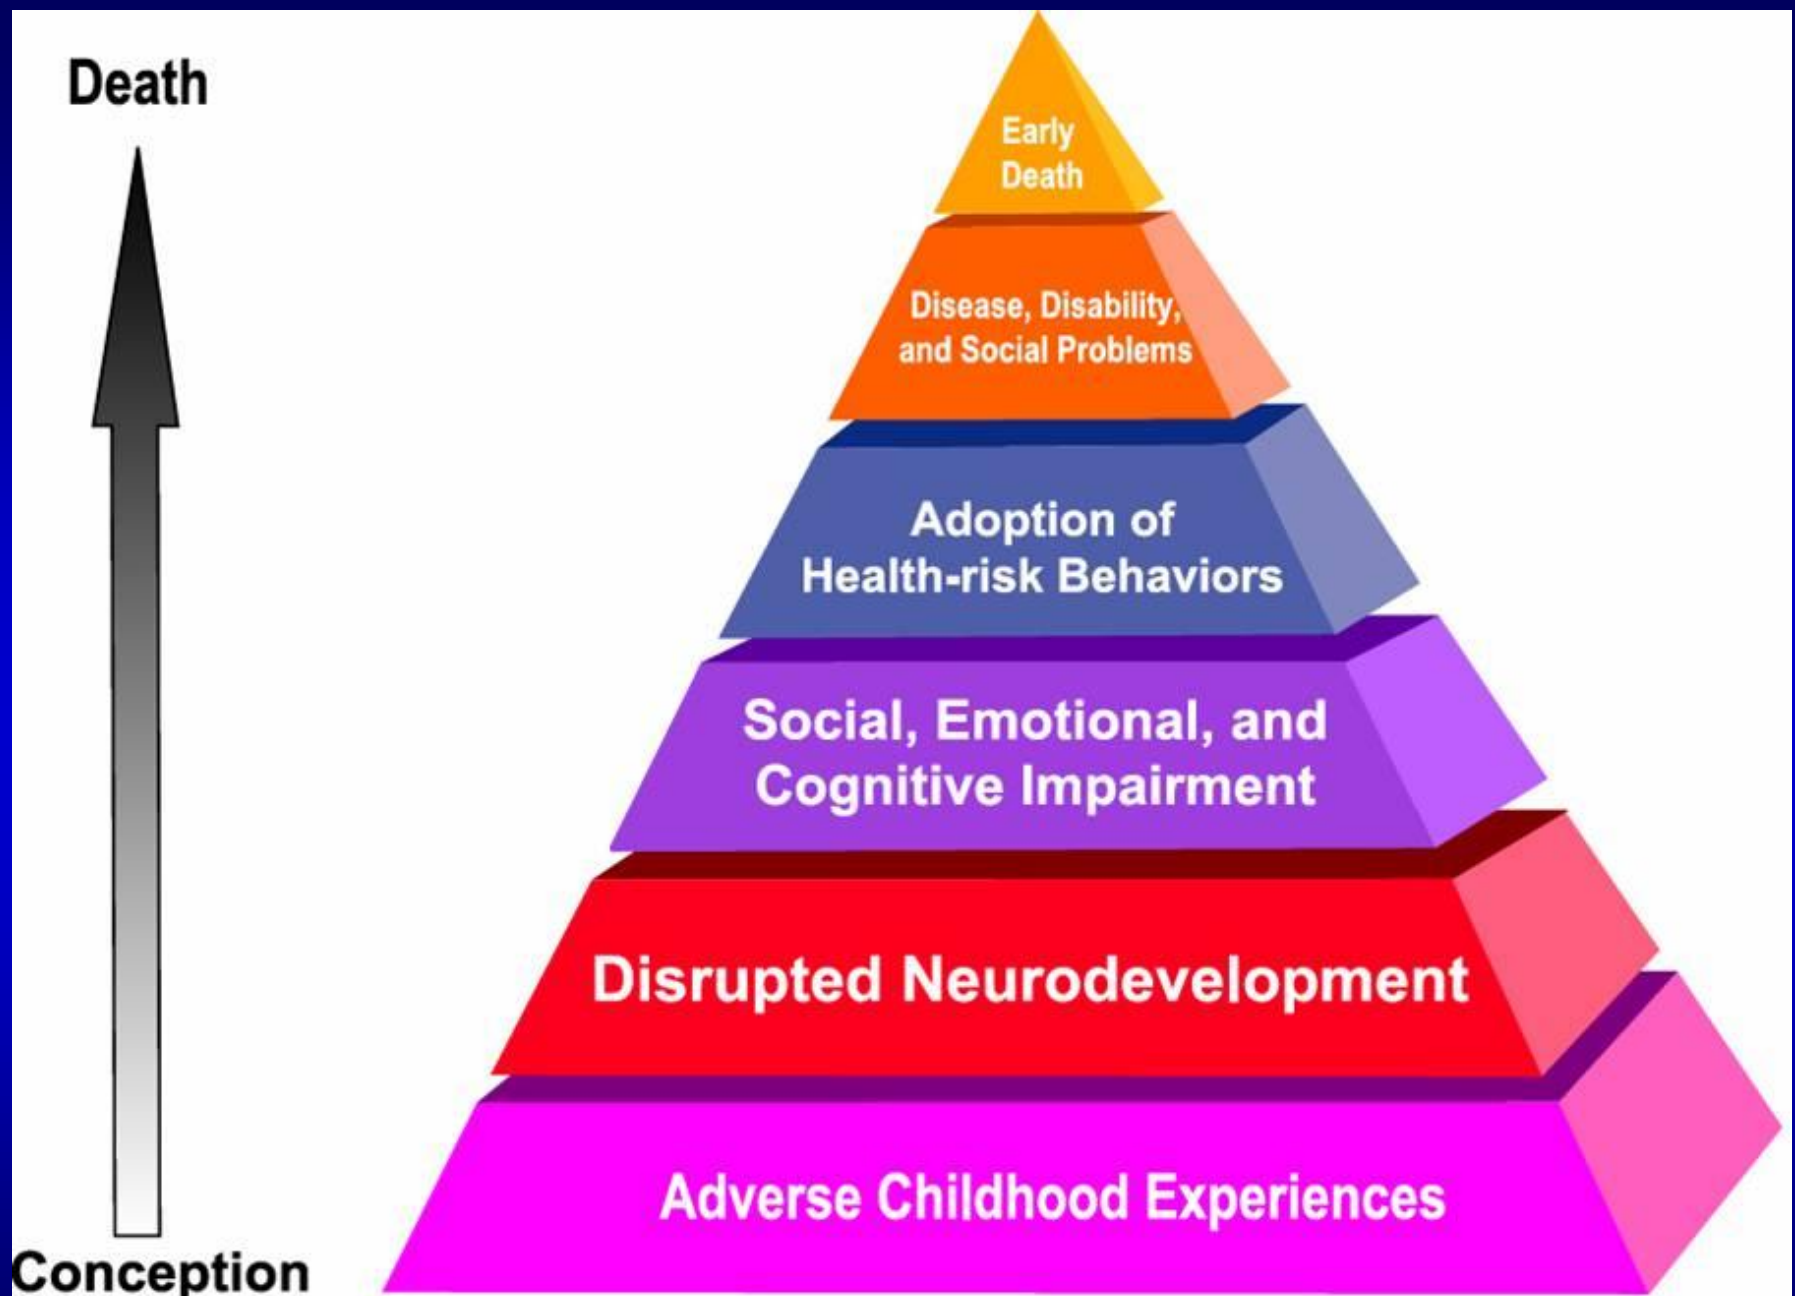 Death
Early
Death
Disease, Disability,
and Social Problems
Adoption of
Health-risk Behaviors
Social, Emotional, and
Cognitive Impairment
Disrupted Neurodevelopment
Adverse Childhood Experiences
Conception